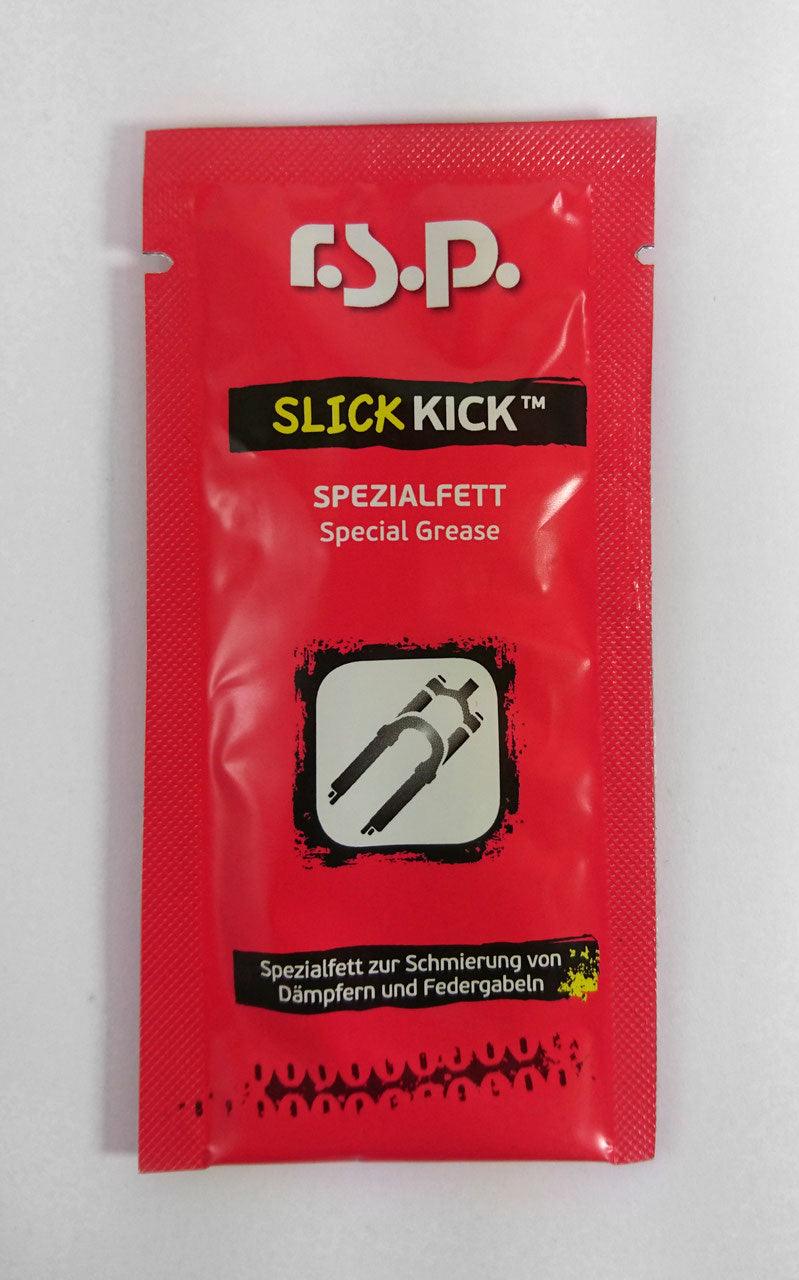 r.s.p.
SLICK KICK™
SPEZIALFETT
Special Grease
Spezialfett zur Schmierung von
Dämpfern und Federgabeln